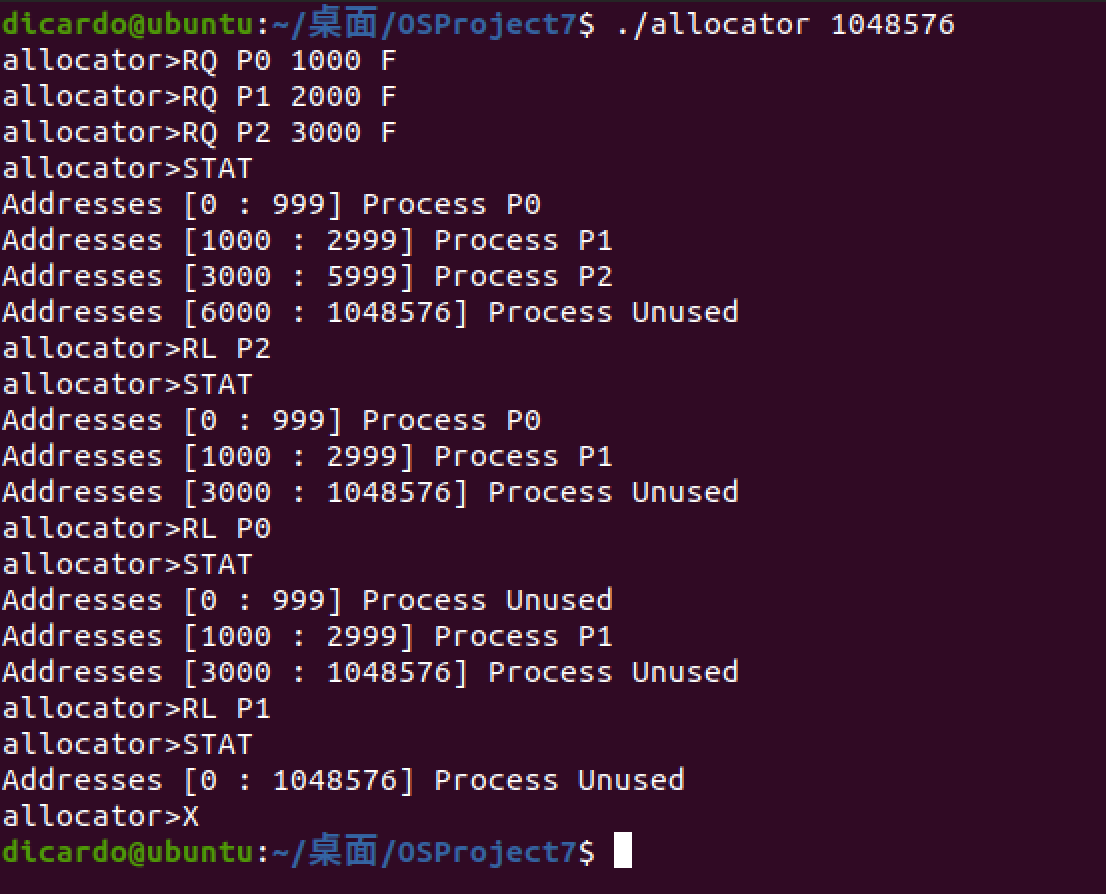 dicardo@ubuntu:~/桌面/OSProject7$ ./allocator 1048576
allocator>RQ P0 1000 F
allocator>RQ P1 2000 F
allocator>RQ P2 3000 F
allocator>STAT
Addresses [0 : 999] Process P0
Addresses [1000 : 2999] Process P1
Addresses [3000 : 5999] Process P2
Addresses [6000 : 1048576] Process Unused
allocator>RL P2
allocator>STAT
Addresses [0 : 999] Process P0
Addresses [1000 : 2999] Process P1
Addresses [3000 : 1048576] Process Unused
allocator>RL P0
allocator>STAT
Addresses [0 : 999] Process Unused
Addresses [1000 : 2999] Process P1
Addresses [3000 : 1048576] Process Unused
allocator>RL P1
allocator>STAT
Addresses [0 : 1048576] Process Unused
allocator>X
dicardo@ubuntu:~/桌面/OSProject7$